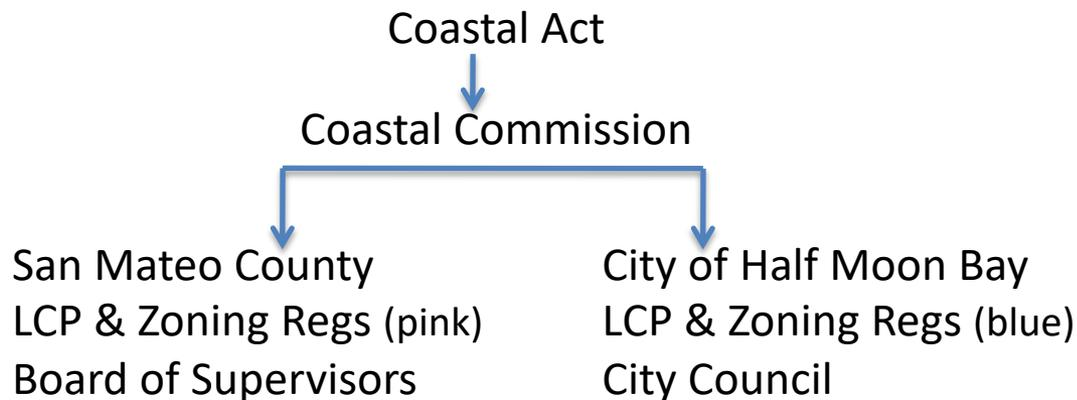 Coastal Act
Coastal Commission
San Mateo County
LCP & Zoning Regs (pink)
Board of Supervisors
City of Half Moon Bay
LCP & Zoning Regs (blue)
City Council